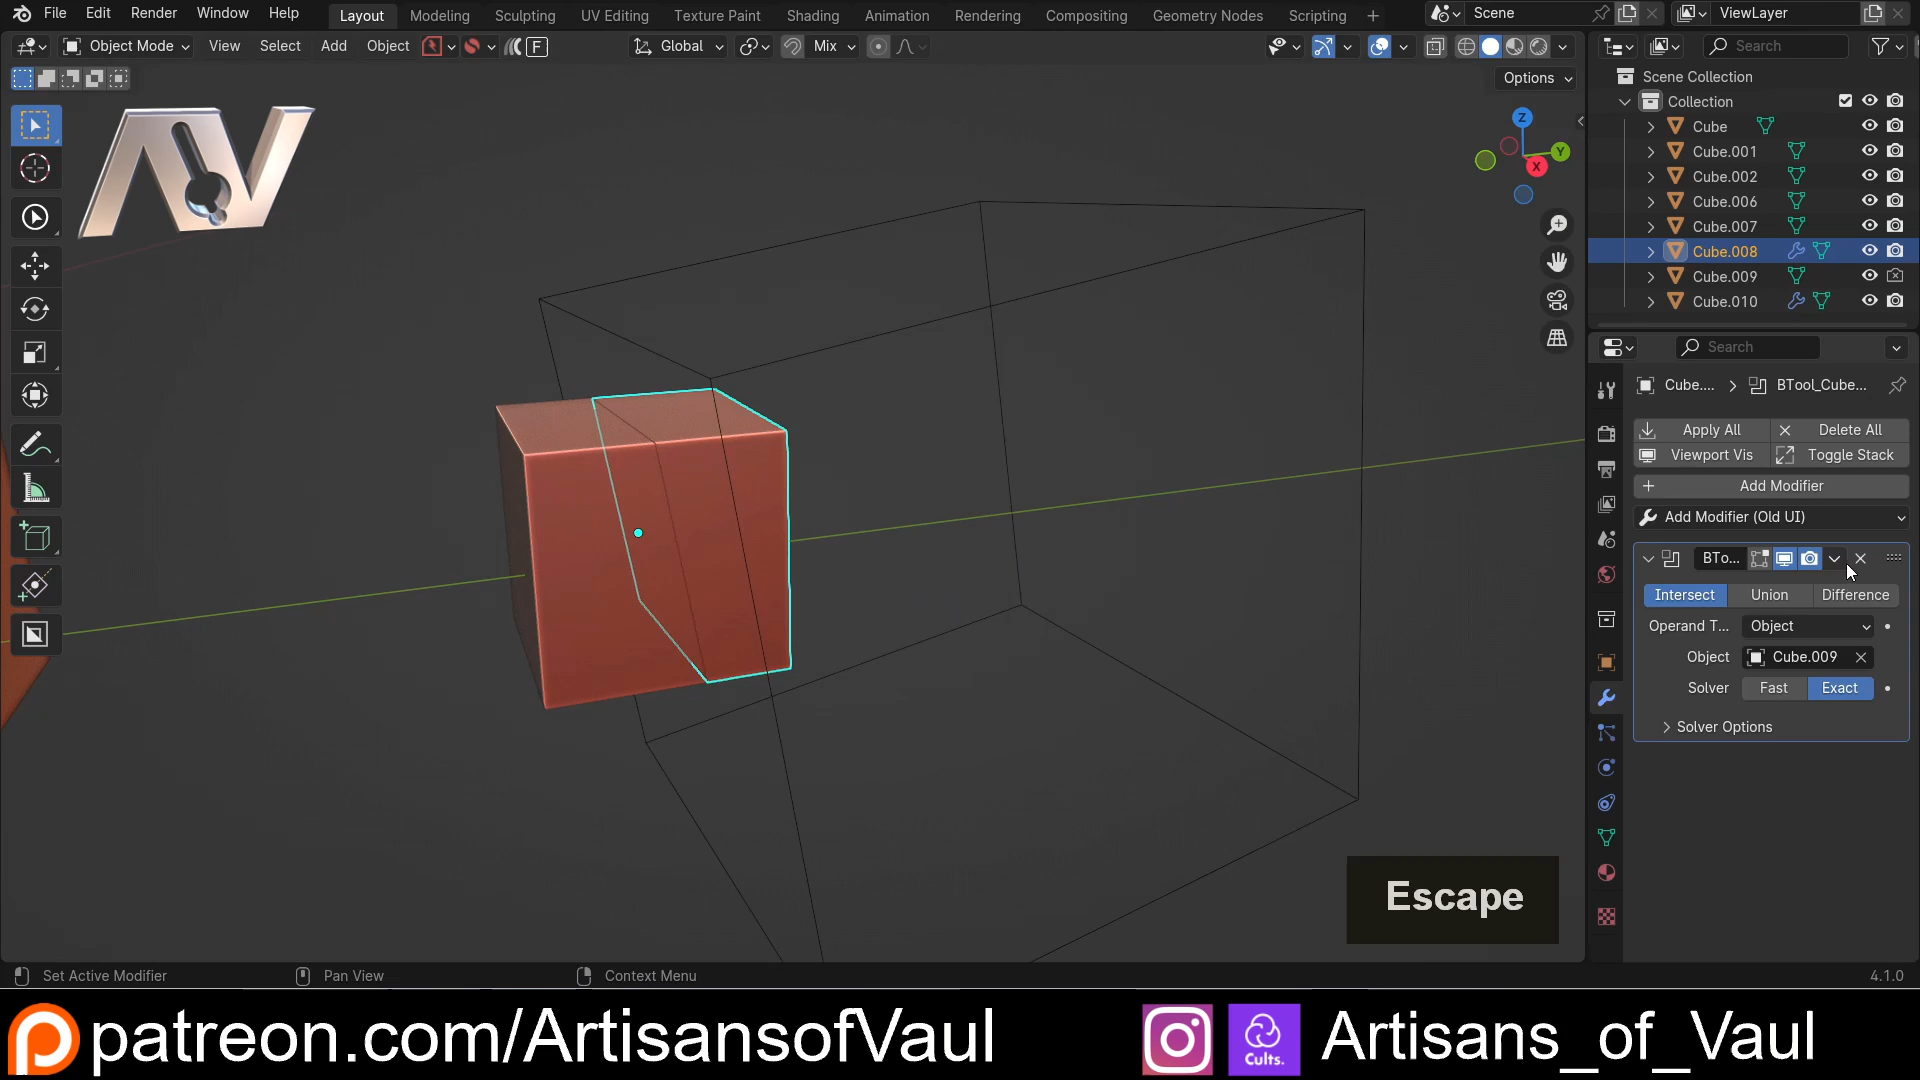 File Edit Render Window Help Layout Modeling Sculpting UV Editing Texture Paint Shading Animation Rendering Compositing Geometry Nodes Scripting + Scene ViewLayer
Object Mode View Select Add Object F Global Mix Search
Options
Scene Collection
Collection
Cube
Cube.001
Cube.002
Cube.006
Cube.007
Cube.008
Cube.009
Cube.010
AV
Z
Y
X
Search
Cube.... > BTool_Cube...
Apply All Delete All
Viewport Vis Toggle Stack
Add Modifier
Add Modifier (Old UI)
BTo...
Intersect Union Difference
Operand T... Object
Object Cube.009
Solver Fast Exact
Solver Options
Escape
Set Active Modifier Pan View Context Menu 4.1.0
patreon.com/ArtisansofVaul Cults. Artisans_of_Vaul